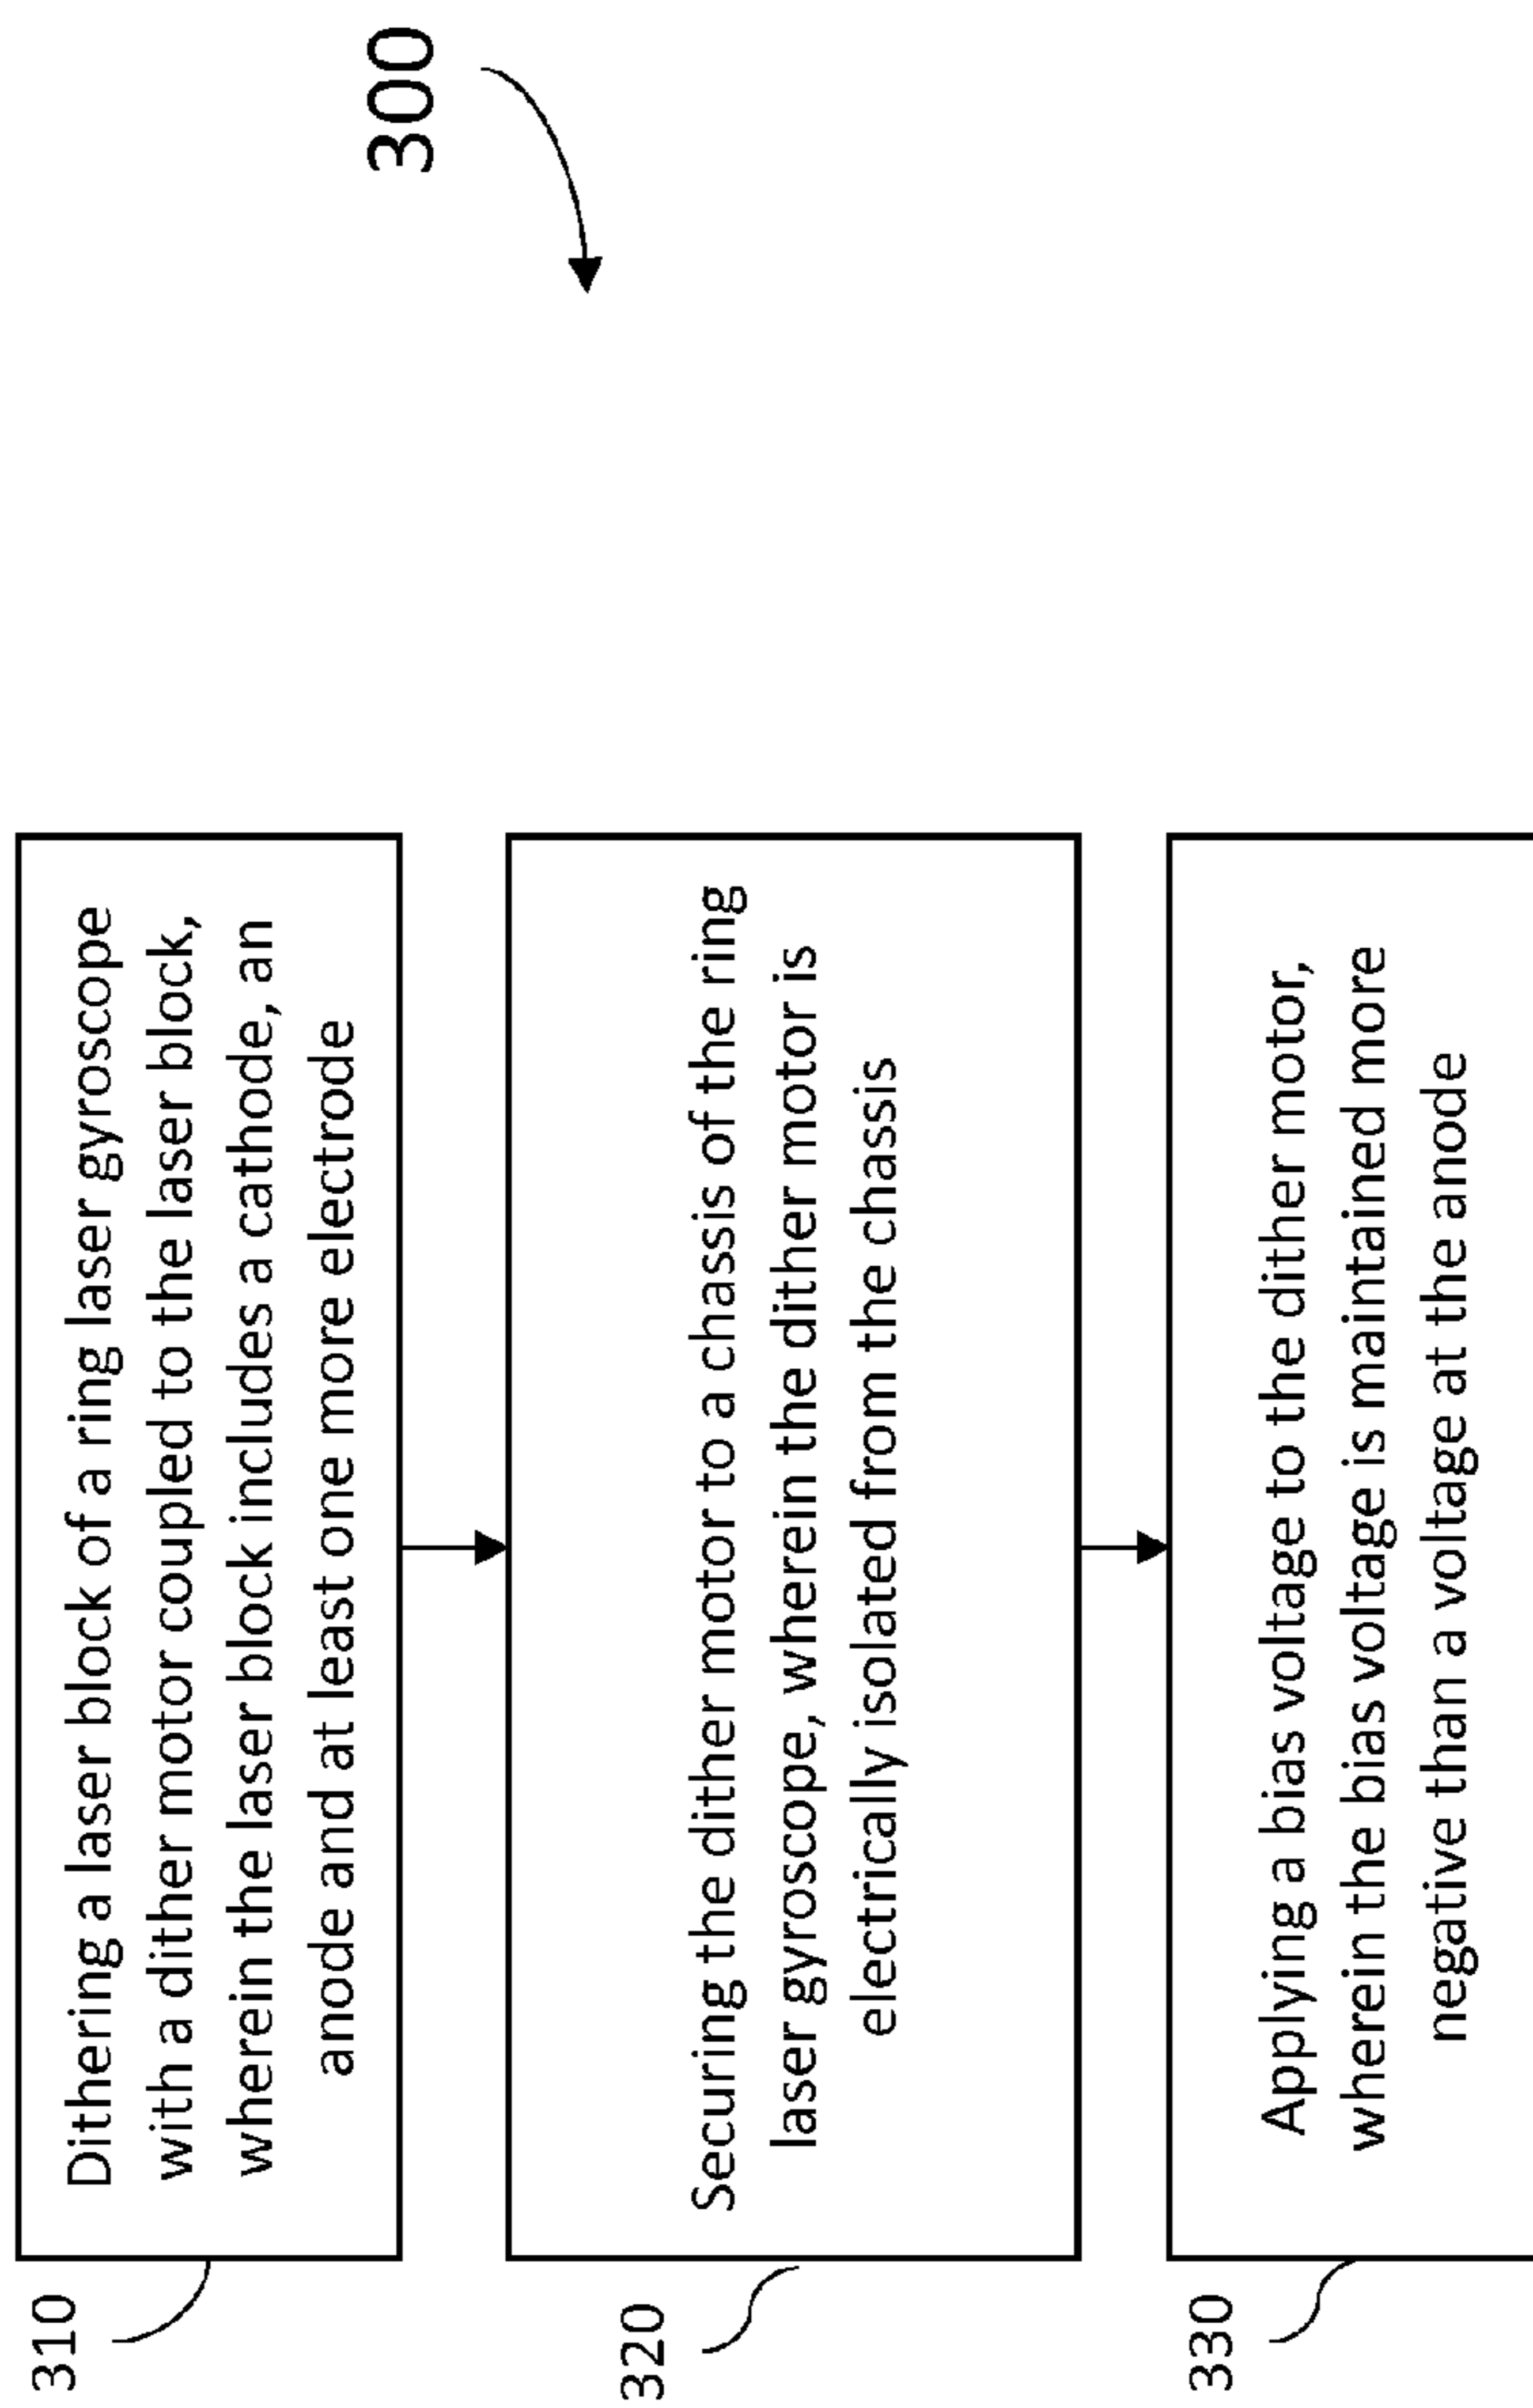 300
310
Dithering a laser block of a ring laser gyroscope
with a dither motor coupled to the laser block,
wherein the laser block includes a cathode, an
anode and at least one more electrode
320
Securing the dither motor to a chassis of the ring
laser gyroscope, wherein the dither motor is
electrically isolated from the chassis
330
Applying a bias voltage to the dither motor,
wherein the bias voltage is maintained more
negative than a voltage at the anode